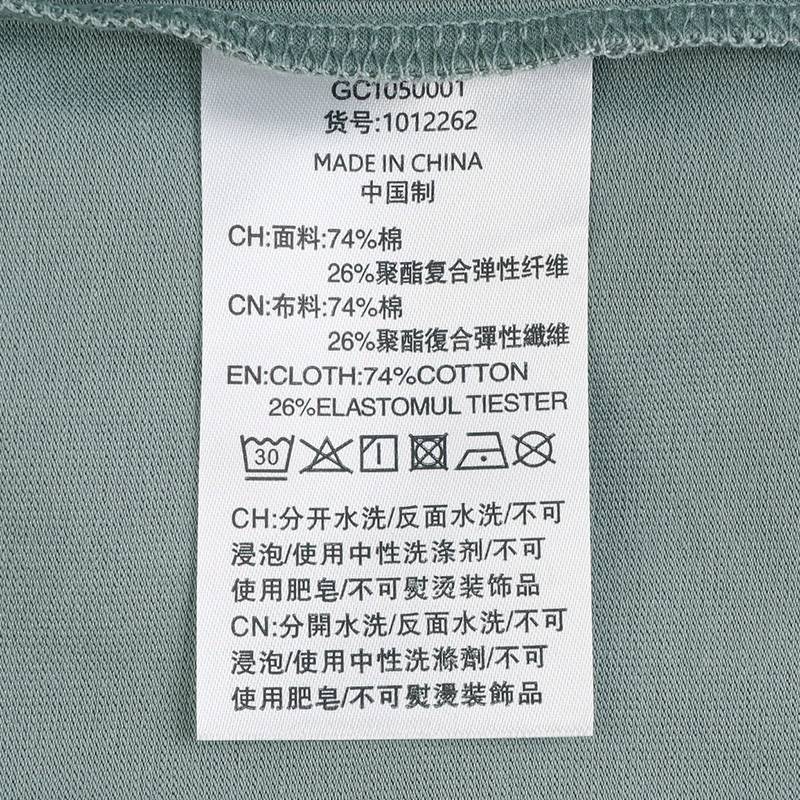 GC1050001
货号:1012262
MADE IN CHINA
中国制
CH:面料:74%棉
26%聚酯复合弹性纤维
CN:布料:74%棉
26%聚酯復合彈性纖維
EN:CLOTH:74%COTTON
26%ELASTOMUL TIESTER
30
CH:分开水洗/反面水洗/不可
浸泡/使用中性洗涤剂/不可
使用肥皂/不可熨烫装饰品
CN:分開水洗/反面水洗/不可
浸泡/使用中性洗滌劑/不可
使用肥皂/不可熨燙裝飾品